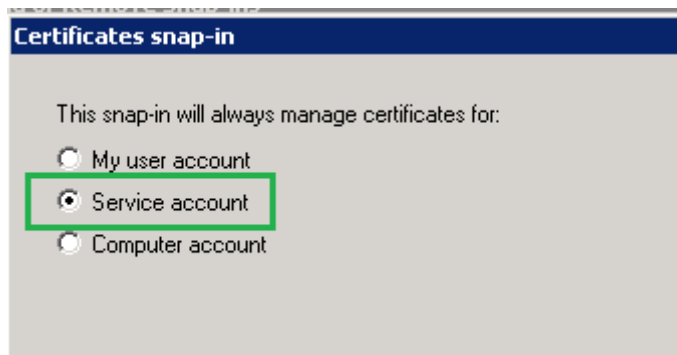 Certificates snap-in
This snap-in will always manage certificates for:
My user account
Service account
Computer account